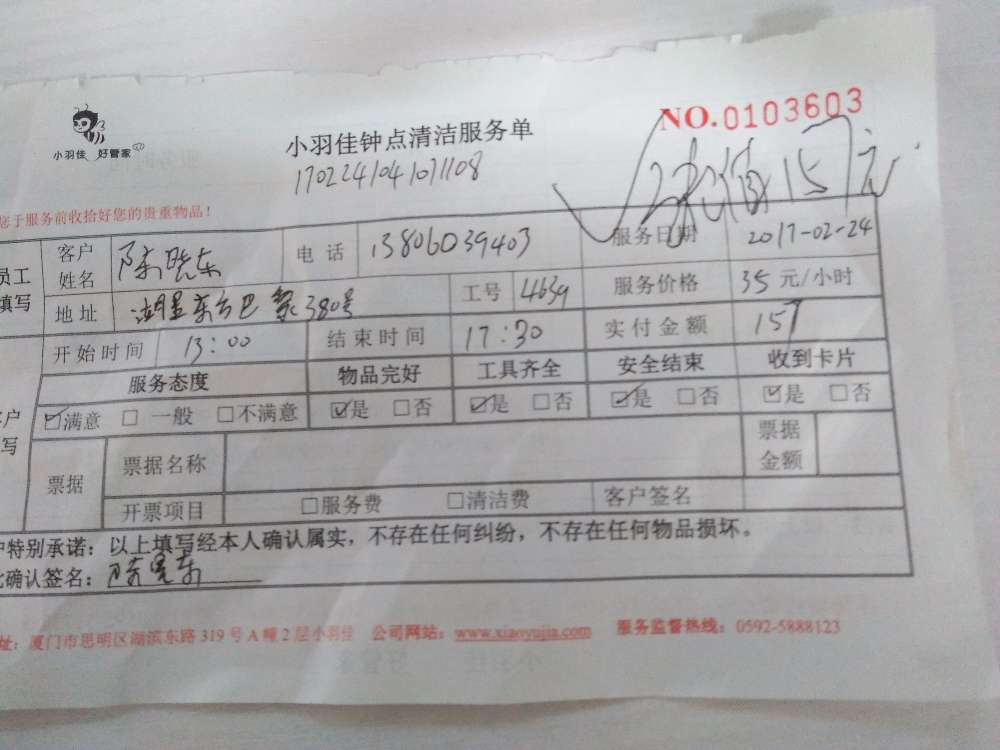 NO.0103603
小羽佳 好管家
小羽佳钟点清洁服务单
1702241041071108
157元
您于服务前收拾好您的贵重物品！
员工填写
客户姓名 陈晓东 电话 13806039403 服务日期 2017-02-24
地址 380号 工号 4639 服务价格 35 元/小时
开始时间 13:00 结束时间 17:30 实付金额 157
服务态度 物品完好 工具齐全 安全结束 收到卡片
☑满意 □ 一般 □不满意 ☑是 □否 ☑是 □否 ☑是 □否 ☑是 □否
户
写
票据 票据名称 票据金额
开票项目 □服务费 □清洁费 客户签名
户特别承诺：以上填写经本人确认属实，不存在任何纠纷，不存在任何物品损坏。
此确认签名：陈晓东
址：厦门市思明区湖滨东路 319 号 A 幢 2 层小羽佳 公司网站：www.xiaoyujia.com 服务监督热线：0592-5888123